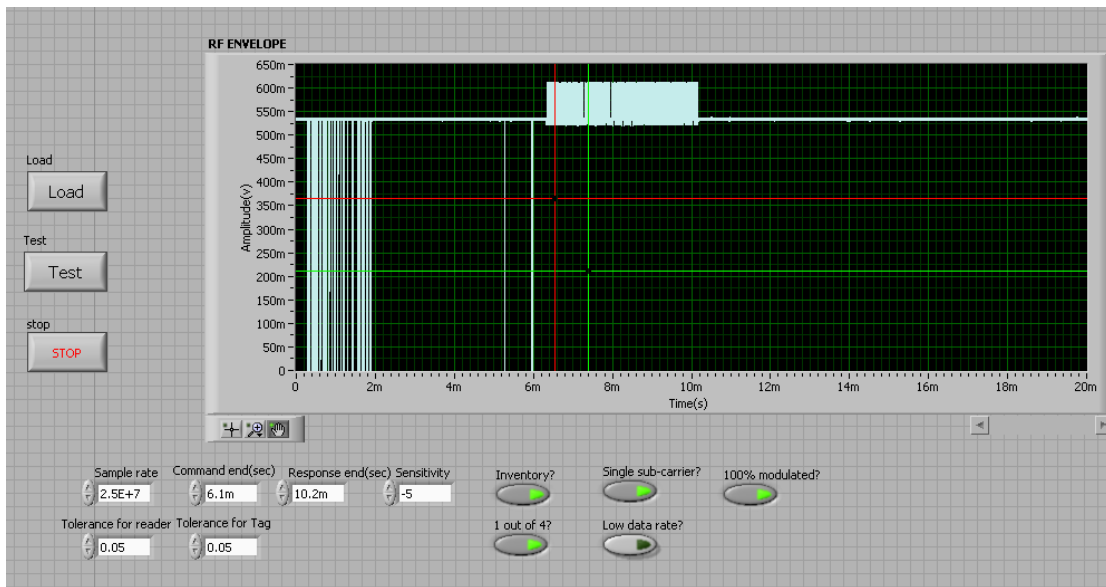 RF ENVELOPE
650m
600m
550m
500m
450m
400m
350m
300m
250m
200m
150m
100m
50m
0
Amplitude(v)
0 2m 4m 6m 8m 10m 12m 14m 16m 18m 20m
Time(s)
Load
Load
Test
Test
stop
STOP
Sample rate Command end(sec) Response end(sec) Sensitivity Inventory? Single sub-carrier? 100% modulated?
2.5E+7 6.1m 10.2m -5
Tolerance for reader Tolerance for Tag 1 out of 4? Low data rate?
0.05 0.05